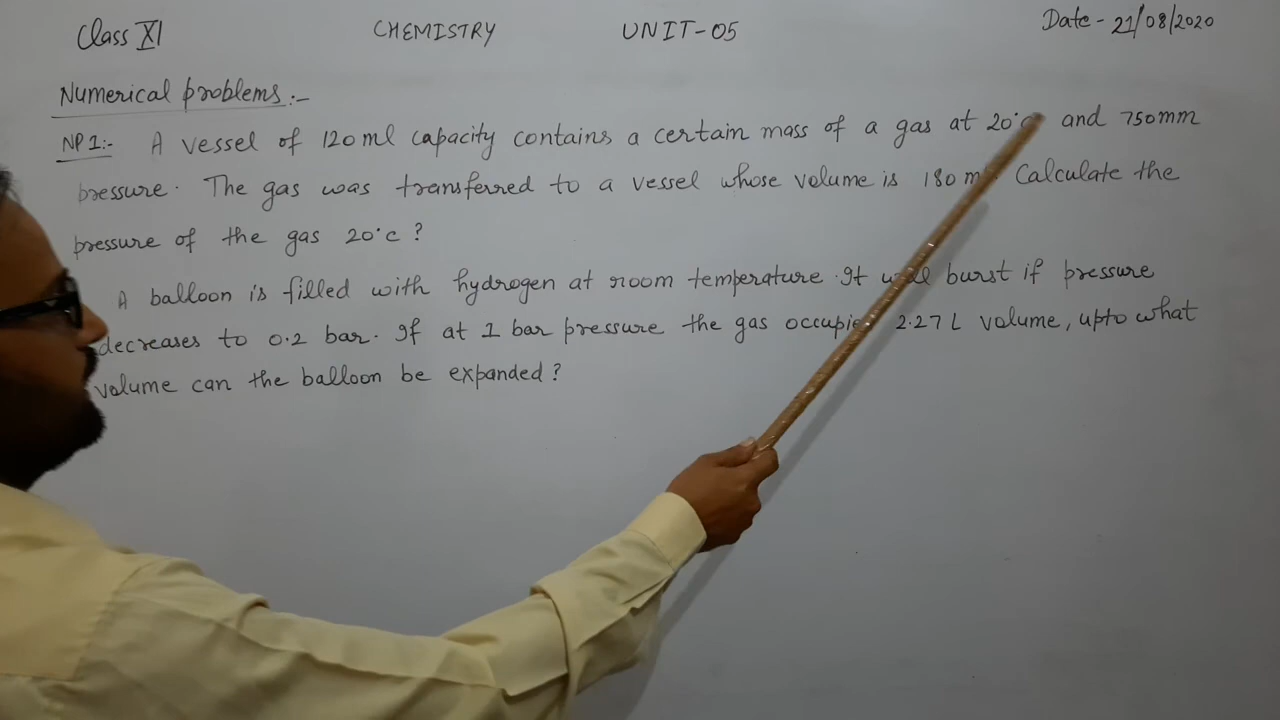 Class XI CHEMISTRY UNIT-05 Date - 21/08/2020
Numerical problems :-
NP 1:- A vessel of 120 ml capacity contains a certain mass of a gas at 20°c and 750mm
pressure. The gas was transferred to a vessel whose volume is 180 Calculate the
pressure of the gas 20°c ?
A balloon is filled with hydrogen at room temperature. It will burst if pressure
decreases to 0.2 bar. If at 1 bar pressure the gas occupies 2.27 L volume, upto what
volume can the balloon be expanded ?